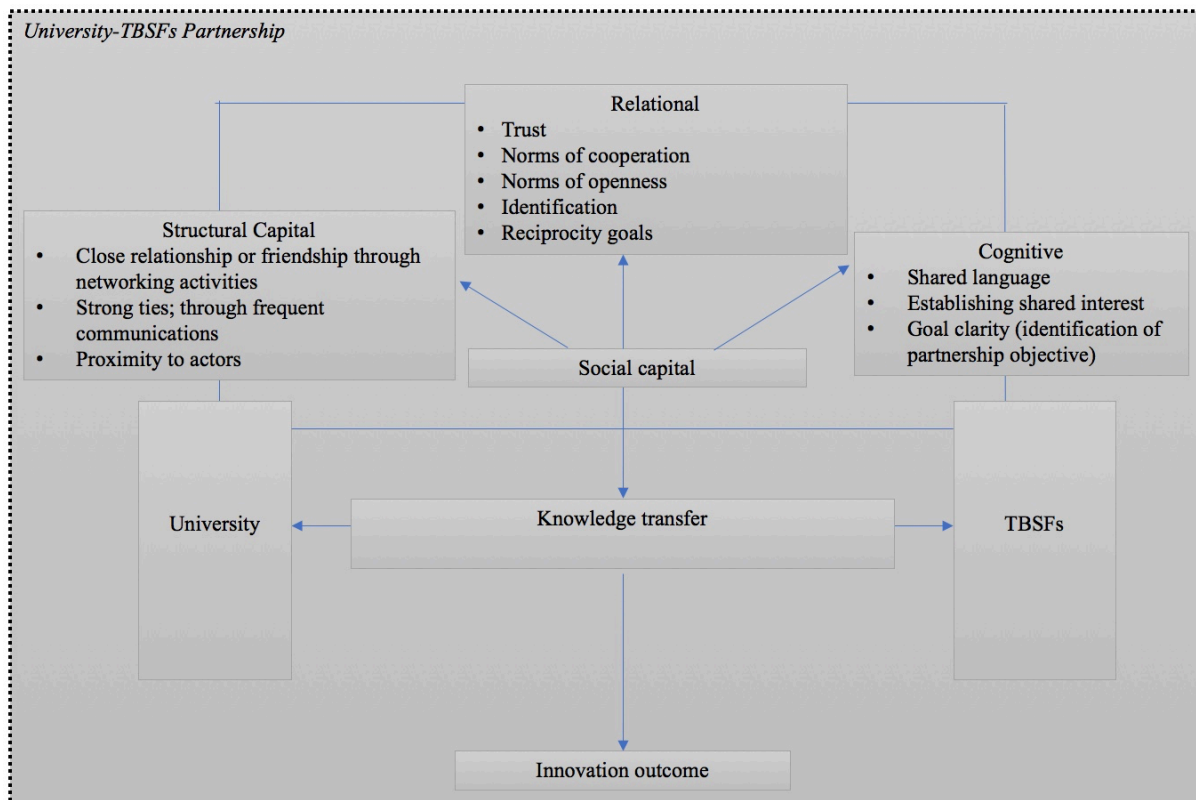 University-TBSFs Partnership
Relational
• Trust
• Norms of cooperation
• Norms of openness
• Identification
• Reciprocity goals
Structural Capital
• Close relationship or friendship through
networking activities
• Strong ties; through frequent
communications
• Proximity to actors
Cognitive
• Shared language
• Establishing shared interest
• Goal clarity (identification of
partnership objective)
Social capital
University
Knowledge transfer
TBSFs
Innovation outcome